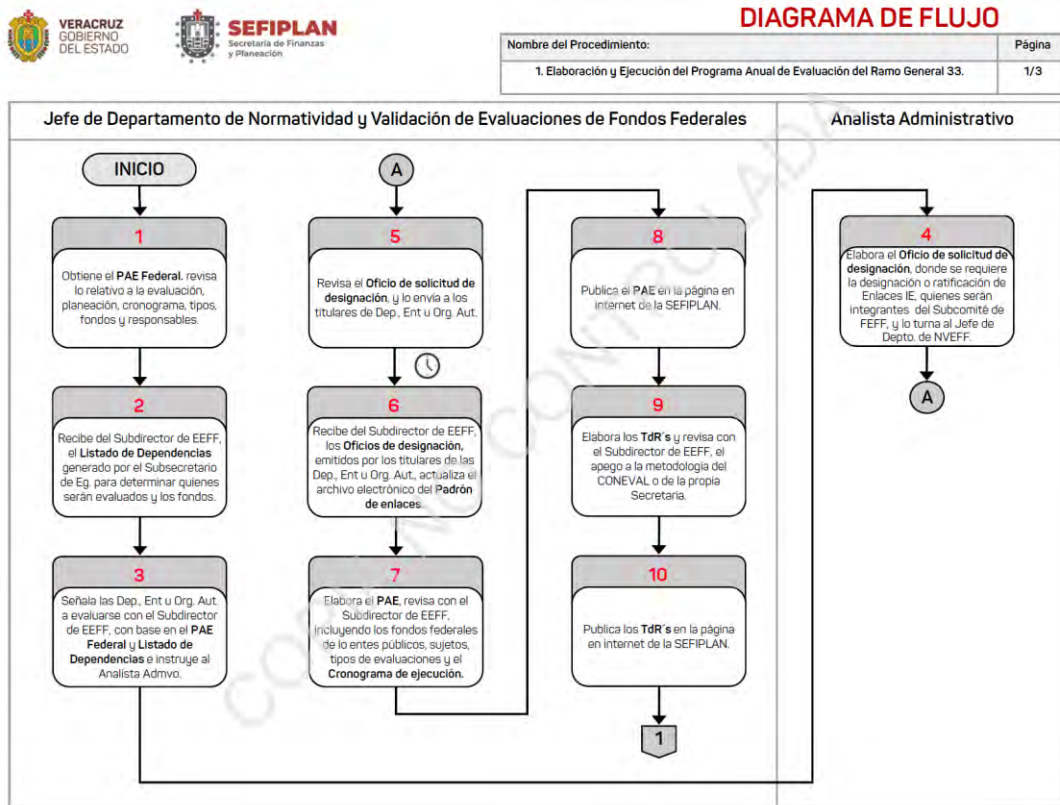 VERACRUZ
GOBIERNO
DEL ESTADO
SEFIPLAN
Secretaría de Finanzas
y Planeación
DIAGRAMA DE FLUJO
Nombre del Procedimiento:
Página
1. Elaboración y Ejecución del Programa Anual de Evaluación del Ramo General 33.
1/3
Jefe de Departamento de Normatividad y Validación de Evaluaciones de Fondos Federales
Analista Administrativo
INICIO
1
Obtiene el PAE Federal. revisa
lo relativo a la evaluación,
planeación, cronograma, tipos,
fondos y responsables.
2
Recibe del Subdirector de EEFF,
el Listado de Dependencias
generado por el Subsecretario
de Eg. para determinar quienes
serán evaluados y los fondos.
3
Señala las Dep., Ent u Org. Aut.
a evaluarse con el Subdirector
de EEFF, con base en el PAE
Federal y Listado de
Dependencias e instruye al
Analista Admvo.
A
5
Revisa el Oficio de solicitud de
designación, y lo envía a los
titulares de Dep., Ent u Org. Aut.
6
Recibe del Subdirector de EEFF,
los Oficios de designación,
emitidos por los titulares de las
Dep., Ent u Org. Aut., actualiza el
archivo electrónico del Padrón
de enlaces.
7
Elabora el PAE, revisa con el
Subdirector de EEFF,
incluyendo los fondos federales
de lo entes públicos, sujetos,
tipos de evaluaciones y el
Cronograma de ejecución.
8
Publica el PAE en la página en
internet de la SEFIPLAN.
9
Elabora los TdR´s y revisa con
el Subdirector de EEFF, el
apego a la metodología del
CONEVAL o de la propia
Secretaría.
10
Publica los TdR´s en la página
en internet de la SEFIPLAN.
1
4
Elabora el Oficio de solicitud de
designación, donde se requiere
la designación o ratificación de
Enlaces IE, quienes serán
integrantes del Subcomité de
FEFF, y lo turna al Jefe de
Depto. de NVEFF.
A
COPIA NO CONTROLADA